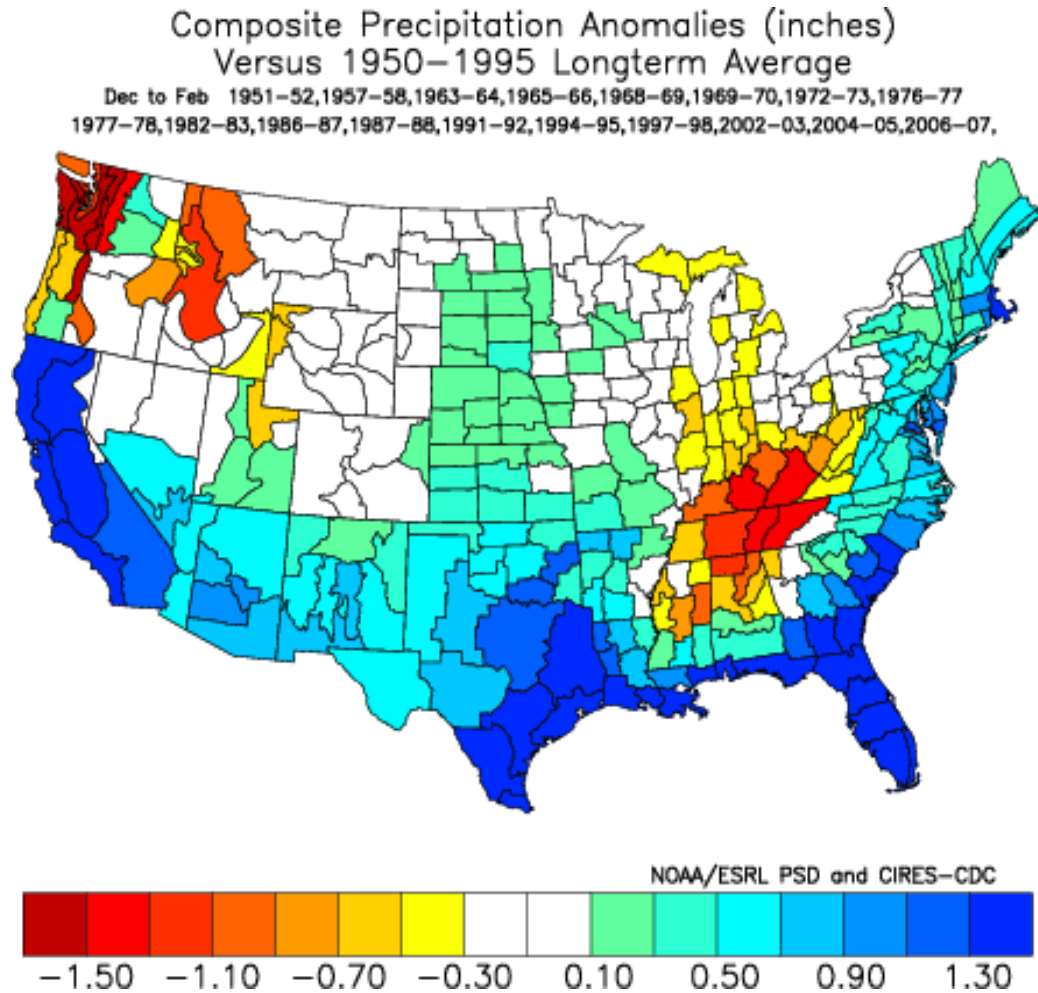 Composite Precipitation Anomalies (inches)
Versus 1950-1995 Longterm Average
Dec to Feb 1951-52,1957-58,1963-64,1965-66,1968-69,1969-70,1972-73,1976-77
1977-78,1982-83,1986-87,1987-88,1991-92,1994-95,1997-98,2002-03,2004-05,2006-07,
NOAA/ESRL PSD and CIRES-CDC
-1.50 -1.10 -0.70 -0.30 0.10 0.50 0.90 1.30